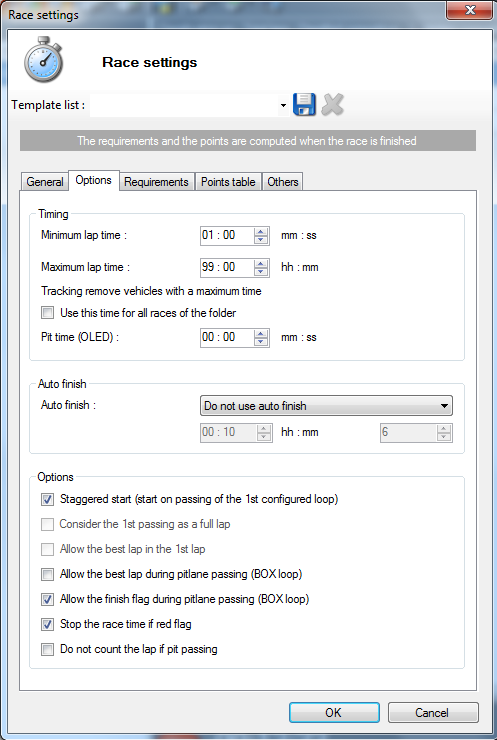 Race settings
Race settings
Template list :
The requirements and the points are computed when the race is finished
General Options Requirements Points table Others
Timing
Minimum lap time : 01 : 00 mm : ss
Maximum lap time : 99 : 00 hh : mm
Tracking remove vehicles with a maximum time
Use this time for all races of the folder
Pit time (OLED) : 00 : 00 mm : ss
Auto finish
Auto finish : Do not use auto finish
00 : 10 hh : mm 6
Options
Staggered start (start on passing of the 1st configured loop)
Consider the 1st passing as a full lap
Allow the best lap in the 1st lap
Allow the best lap during pitlane passing (BOX loop)
Allow the finish flag during pitlane passing (BOX loop)
Stop the race time if red flag
Do not count the lap if pit passing
OK Cancel